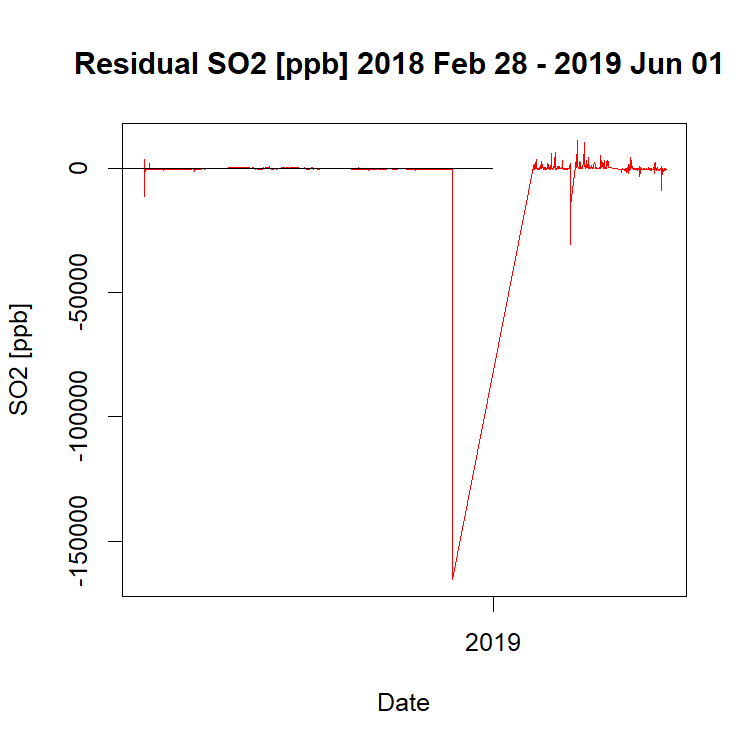 Residual SO2 [ppb] 2018 Feb 28 - 2019 Jun 01
SO2 [ppb]
0
-50000
-100000
-150000
2019
Date